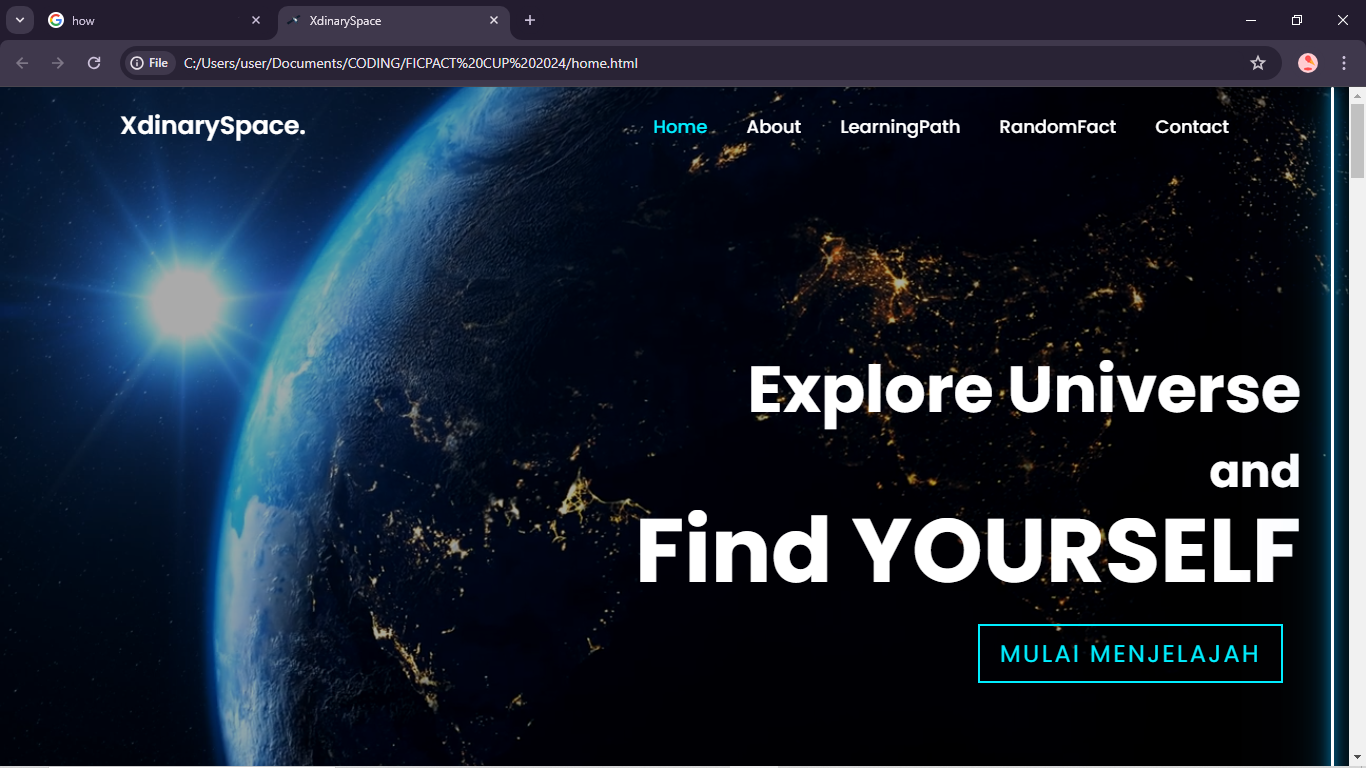 how
XdinarySpace
File
C:/Users/user/Documents/CODING/FICPACT%20CUP%202024/home.html
XdinarySpace.
Home About LearningPath RandomFact Contact
Explore Universe
and
Find YOURSELF
MULAI MENJELAJAH